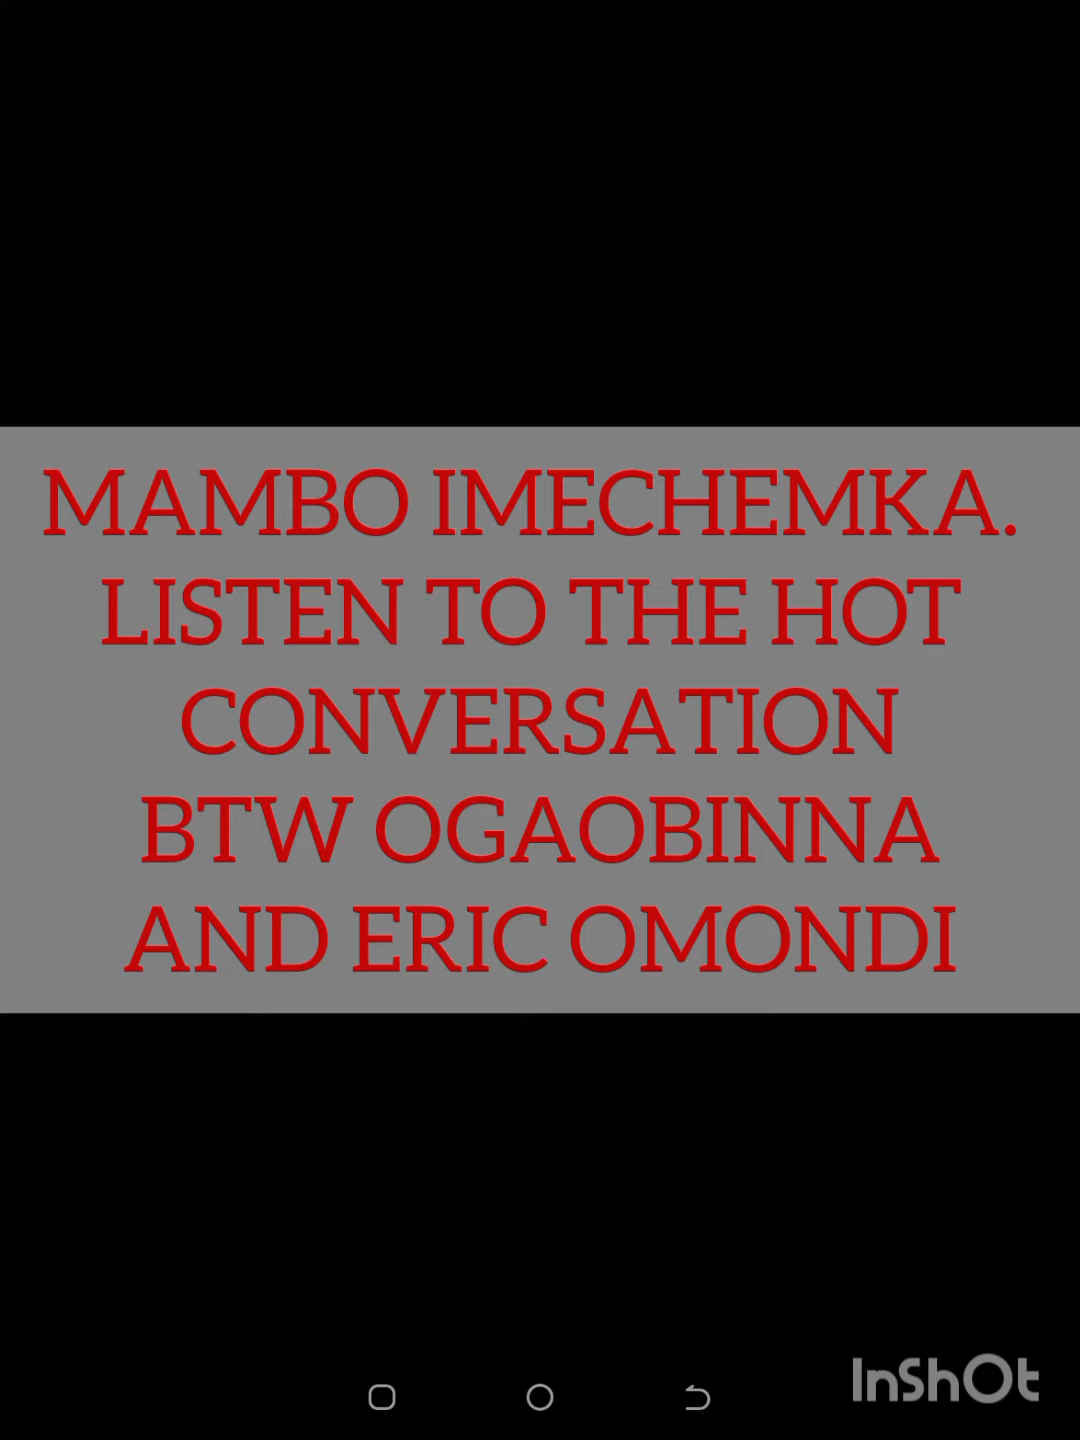 MAMBO IMECHEMKA.
LISTEN TO THE HOT
CONVERSATION
BTW OGAOBINNA
AND ERIC OMONDI
InShOt